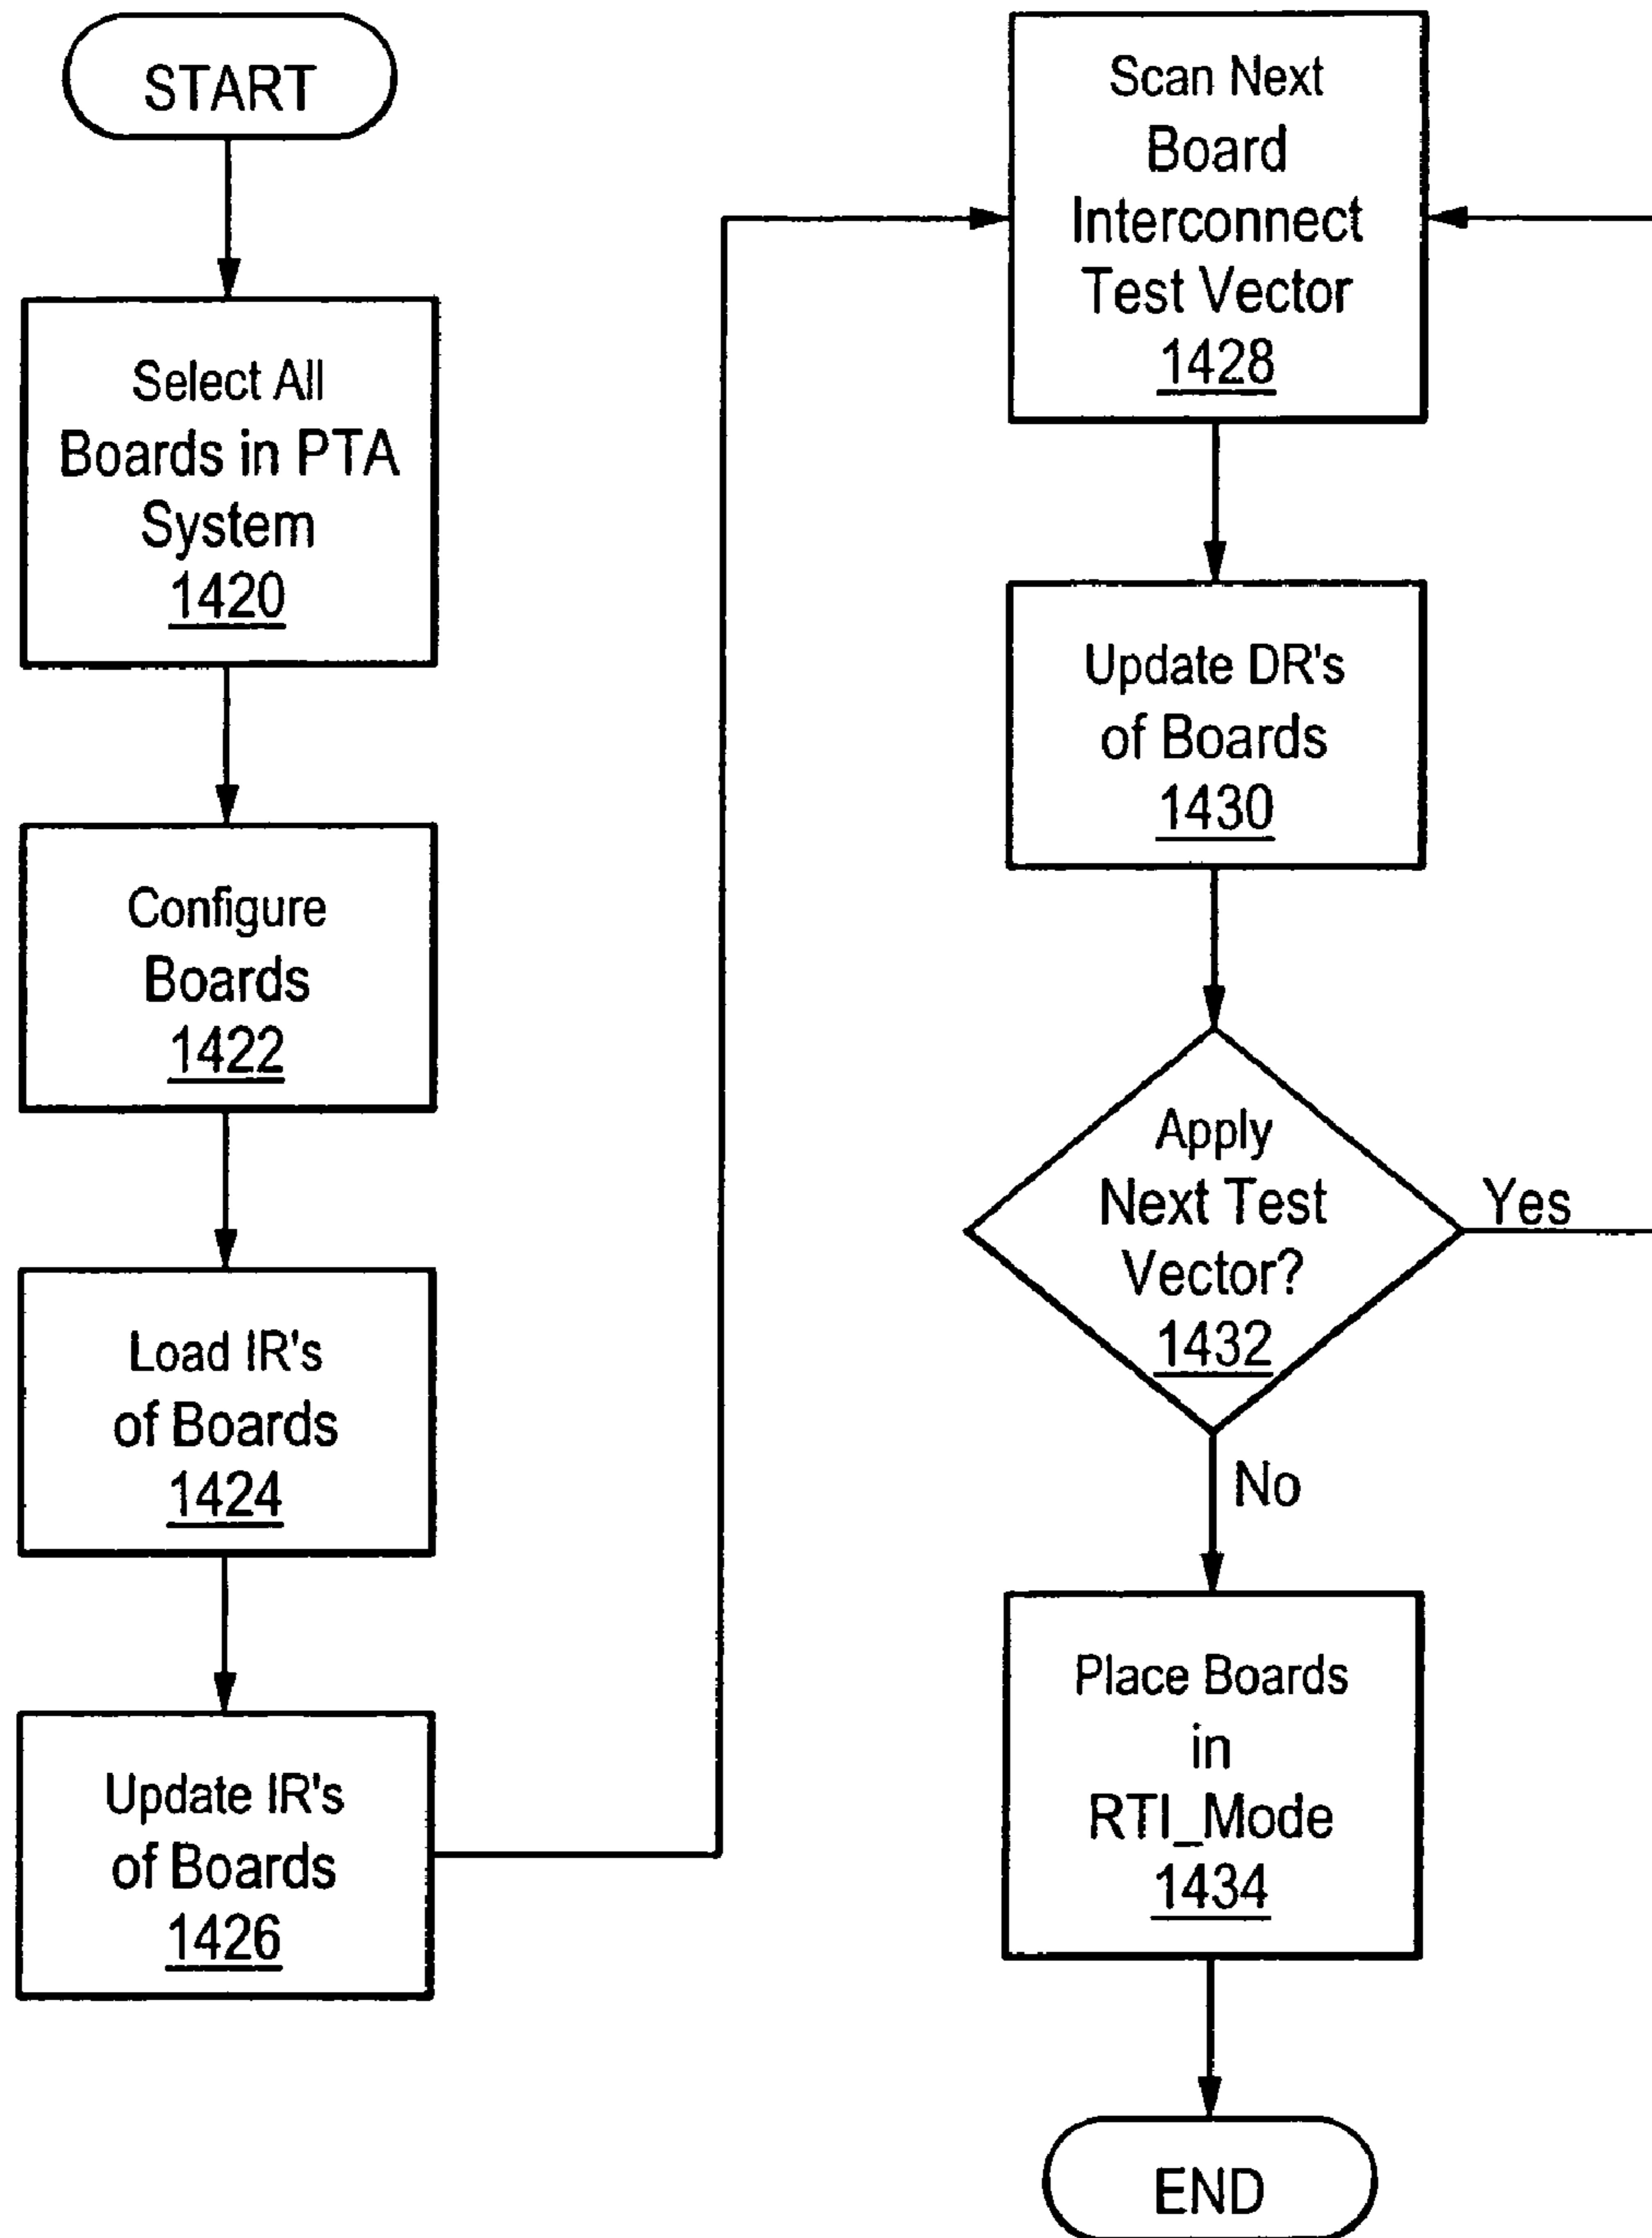 START
Select All
Boards in PTA
System
1420
Configure
Boards
1422
Load IR's
of Boards
1424
Update IR's
of Boards
1426
Scan Next
Board
Interconnect
Test Vector
1428
Update DR's
of Boards
1430
Apply
Next Test
Vector?
1432
Yes
No
Place Boards
in
RTI_Mode
1434
END